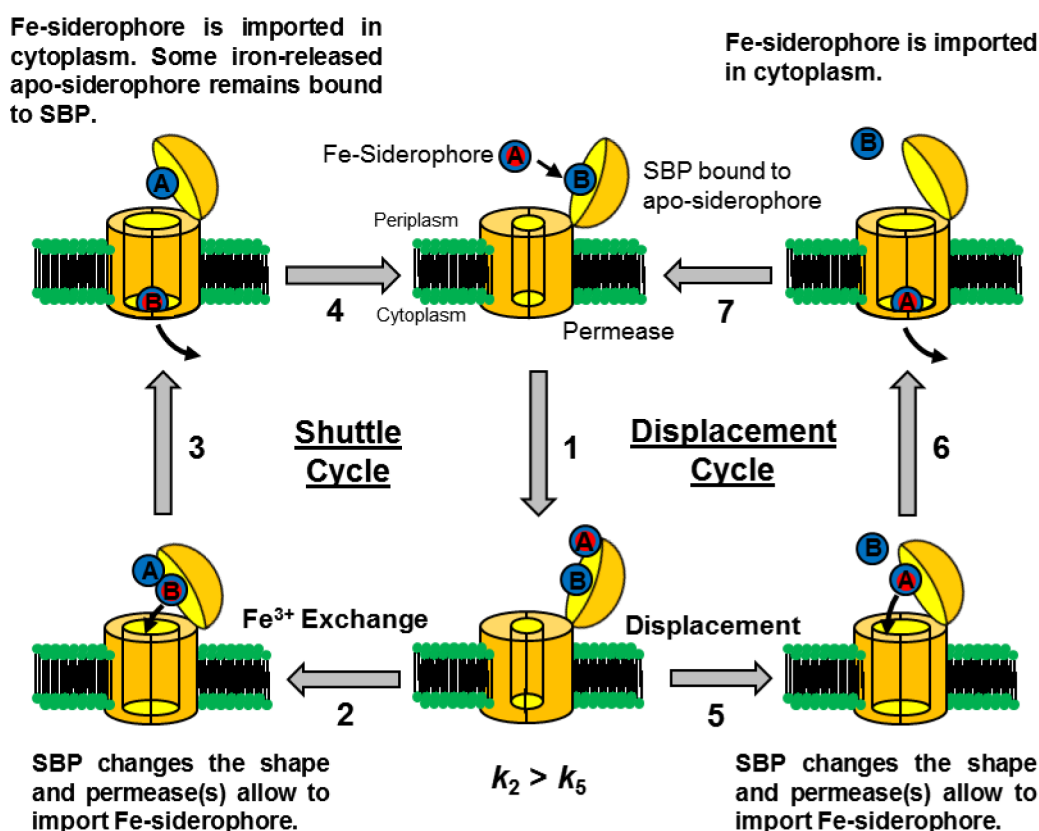 Fe-siderophore is imported in
cytoplasm. Some iron-released
apo-siderophore remains bound
to SBP.
Fe-siderophore is imported
in cytoplasm.
A
B
Fe-Siderophore
A
B
SBP bound to
apo-siderophore
B
A
Periplasm
Cytoplasm
Permease
4
7
3
Shuttle
Cycle
1
Displacement
Cycle
6
A
B
Fe³⁺ Exchange
2
A
B
Displacement
5
B
A
SBP changes the shape
and permease(s) allow to
import Fe-siderophore.
k₂ > k₅
SBP changes the shape
and permease(s) allow to
import Fe-siderophore.